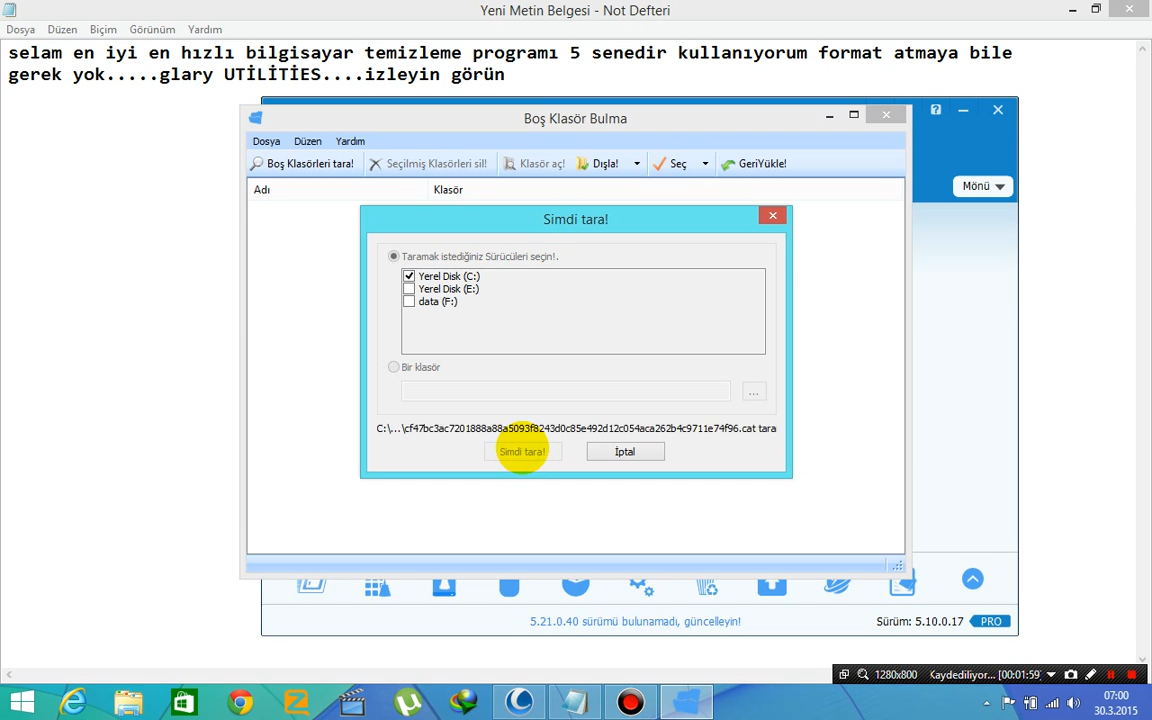 Yeni Metin Belgesi - Not Defteri
Dosya Düzen Biçim Görünüm Yardım
selam en iyi en hızlı bilgisayar temizleme programı 5 senedir kullanıyorum format atmaya bile
gerek yok.....glary UTİLİTİES....izleyin görün
Boş Klasör Bulma
Dosya Düzen Yardım
Boş Klasörleri tara! Seçilmiş Klasörleri sil! Klasör aç! Dışla! Seç GeriYükle!
Mönü
Adı Klasör
Simdi tara!
Taramak istediğiniz Sürücüleri seçin!.
Yerel Disk (C:)
Yerel Disk (E:)
data (F:)
Bir klasör
...
C:\...\cf47bc3ac7201888a88a5093f8243d0c85e492d12c054aca262b4c9711e74f96.cat tara
Simdi tara! İptal
5.21.0.40 sürümü bulunamadı, güncelleyin! Sürüm: 5.10.0.17 PRO
1280x800 Kaydediliyor... [00:01:59]
07:00
30.3.2015